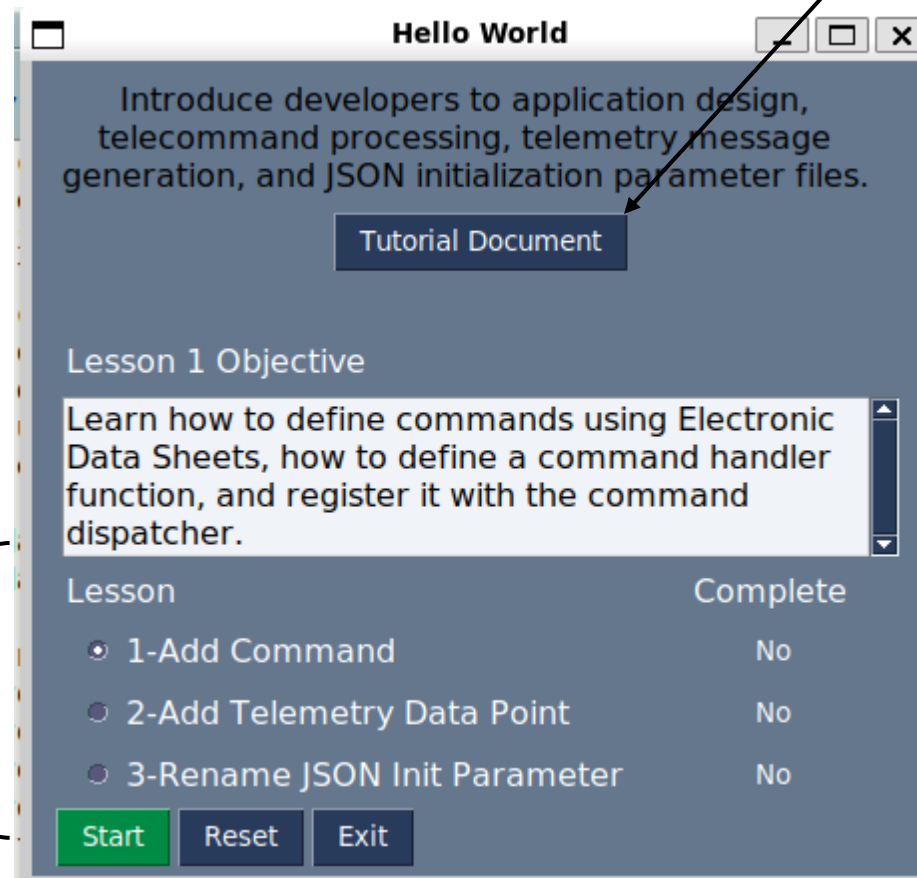 Hello World
Introduce developers to application design,
telecommand processing, telemetry message
generation, and JSON initialization parameter files.
Tutorial Document
Lesson 1 Objective
Learn how to define commands using Electronic
Data Sheets, how to define a command handler
function, and register it with the command
dispatcher.
Lesson Complete
1-Add Command No
2-Add Telemetry Data Point No
3-Rename JSON Init Parameter No
Start Reset Exit